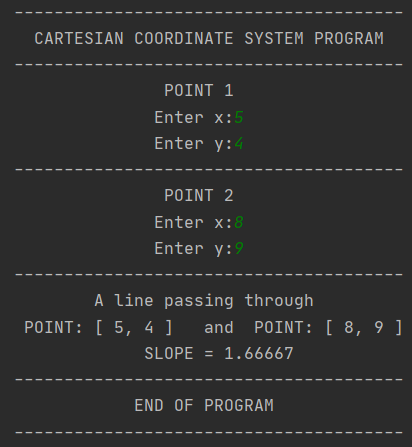 ---------------------------------------
CARTESIAN COORDINATE SYSTEM PROGRAM
---------------------------------------
POINT 1
Enter x:5
Enter y:4
---------------------------------------
POINT 2
Enter x:8
Enter y:9
---------------------------------------
A line passing through
POINT: [ 5, 4 ]   and  POINT: [ 8, 9 ]
SLOPE = 1.66667
---------------------------------------
END OF PROGRAM
---------------------------------------